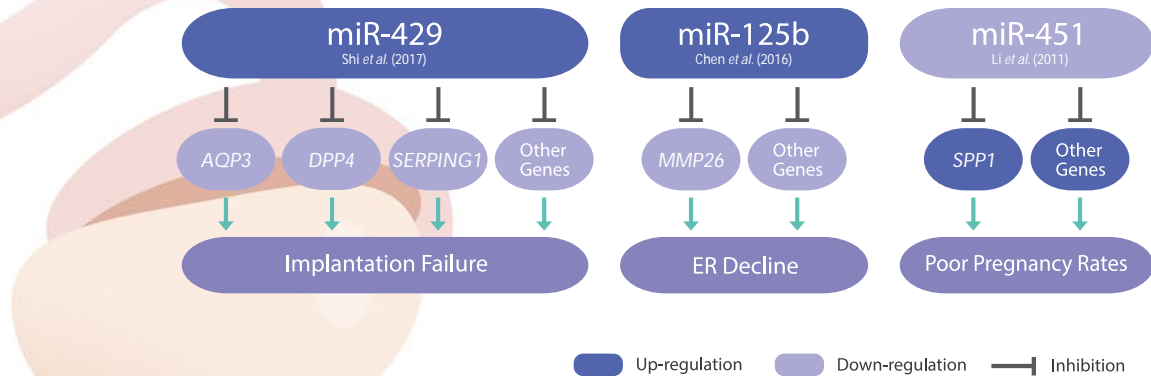 miR-429
Shi et al. (2017)
miR-125b
Chen et al. (2016)
miR-451
Li et al. (2011)
AQP3
DPP4
SERPING1
Other
Genes
MMP26
Other
Genes
SPP1
Other
Genes
Implantation Failure
ER Decline
Poor Pregnancy Rates
Up-regulation
Down-regulation
Inhibition